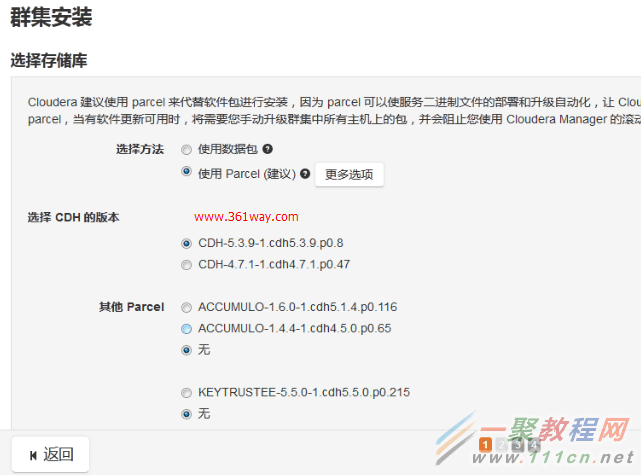 群集安装
选择存储库
Cloudera 建议使用 parcel 来代替软件包进行安装，因为 parcel 可以使服务二进制文件的部署和升级自动化，让 Clou
parcel，当有软件更新可用时，将需要您手动升级群集中所有主机上的包，并会阻止您使用 Cloudera Manager 的滚动
选择方法 使用数据包 ?
使用 Parcel (建议) ? 更多选项
选择 CDH 的版本 www.361way.com
CDH-5.3.9-1.cdh5.3.9.p0.8
CDH-4.7.1-1.cdh4.7.1.p0.47
其他 Parcel ACCUMULO-1.6.0-1.cdh5.1.4.p0.116
ACCUMULO-1.4.4-1.cdh4.5.0.p0.65
无
KEYTRUSTEE-5.5.0-1.cdh5.5.0.p0.215
无
返回 1 2 3 4
一聚教程网
www.111cn.net